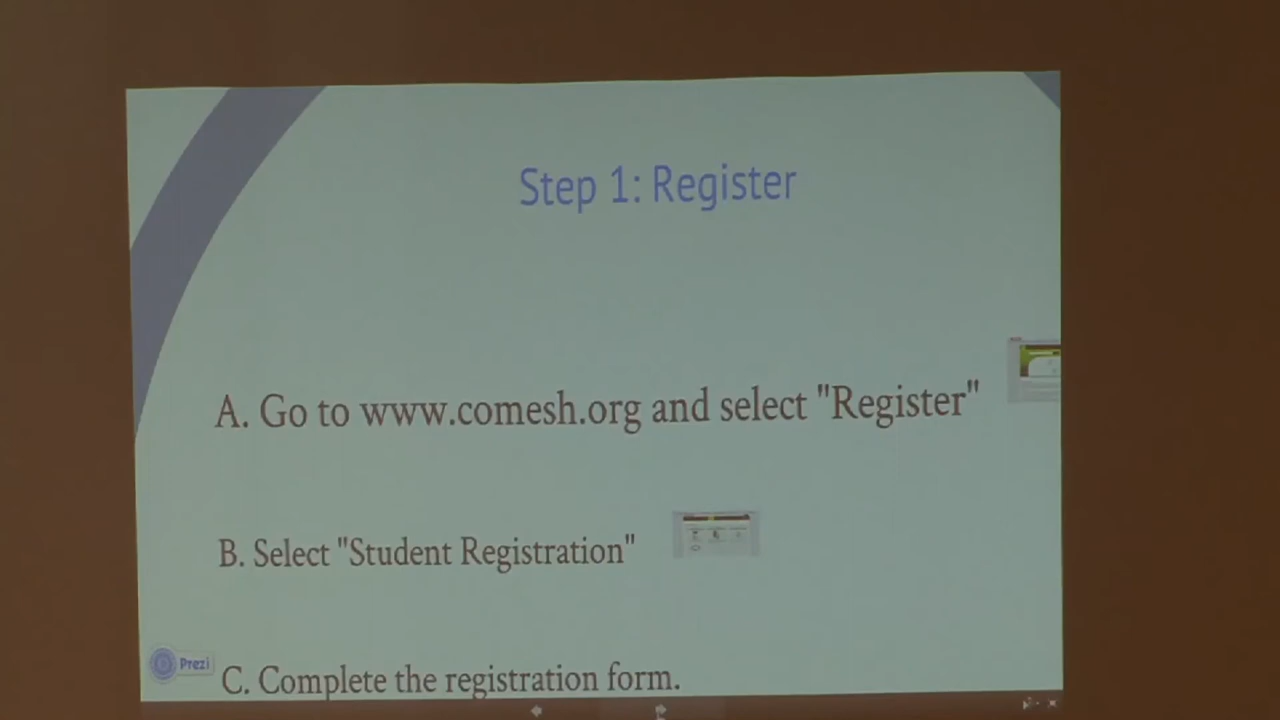 Step 1: Register
A. Go to www.comesh.org and select "Register"
B. Select "Student Registration"
Prezi
C. Complete the registration form.